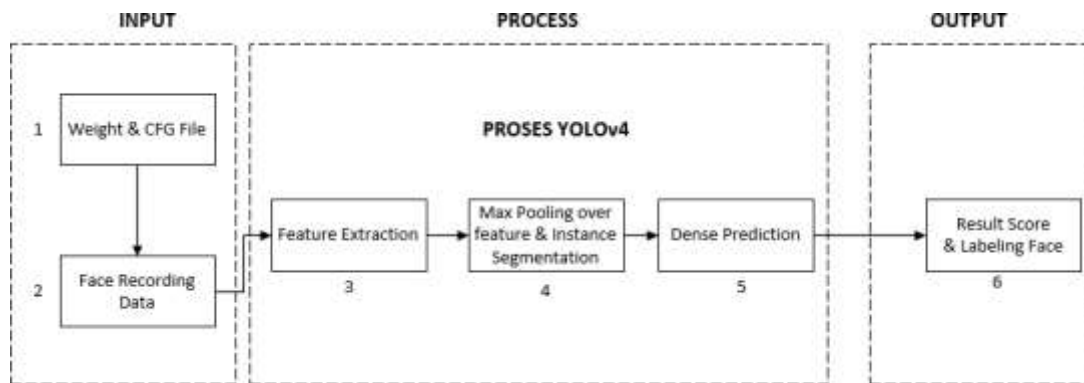 INPUT
PROCESS
OUTPUT
1
Weight & CFG File
PROSES YOLOv4
2
Face Recording
Data
Feature Extraction
3
Max Pooling over
feature & Instance
Segmentation
4
Dense Prediction
5
Result Score
& Labeling Face
6